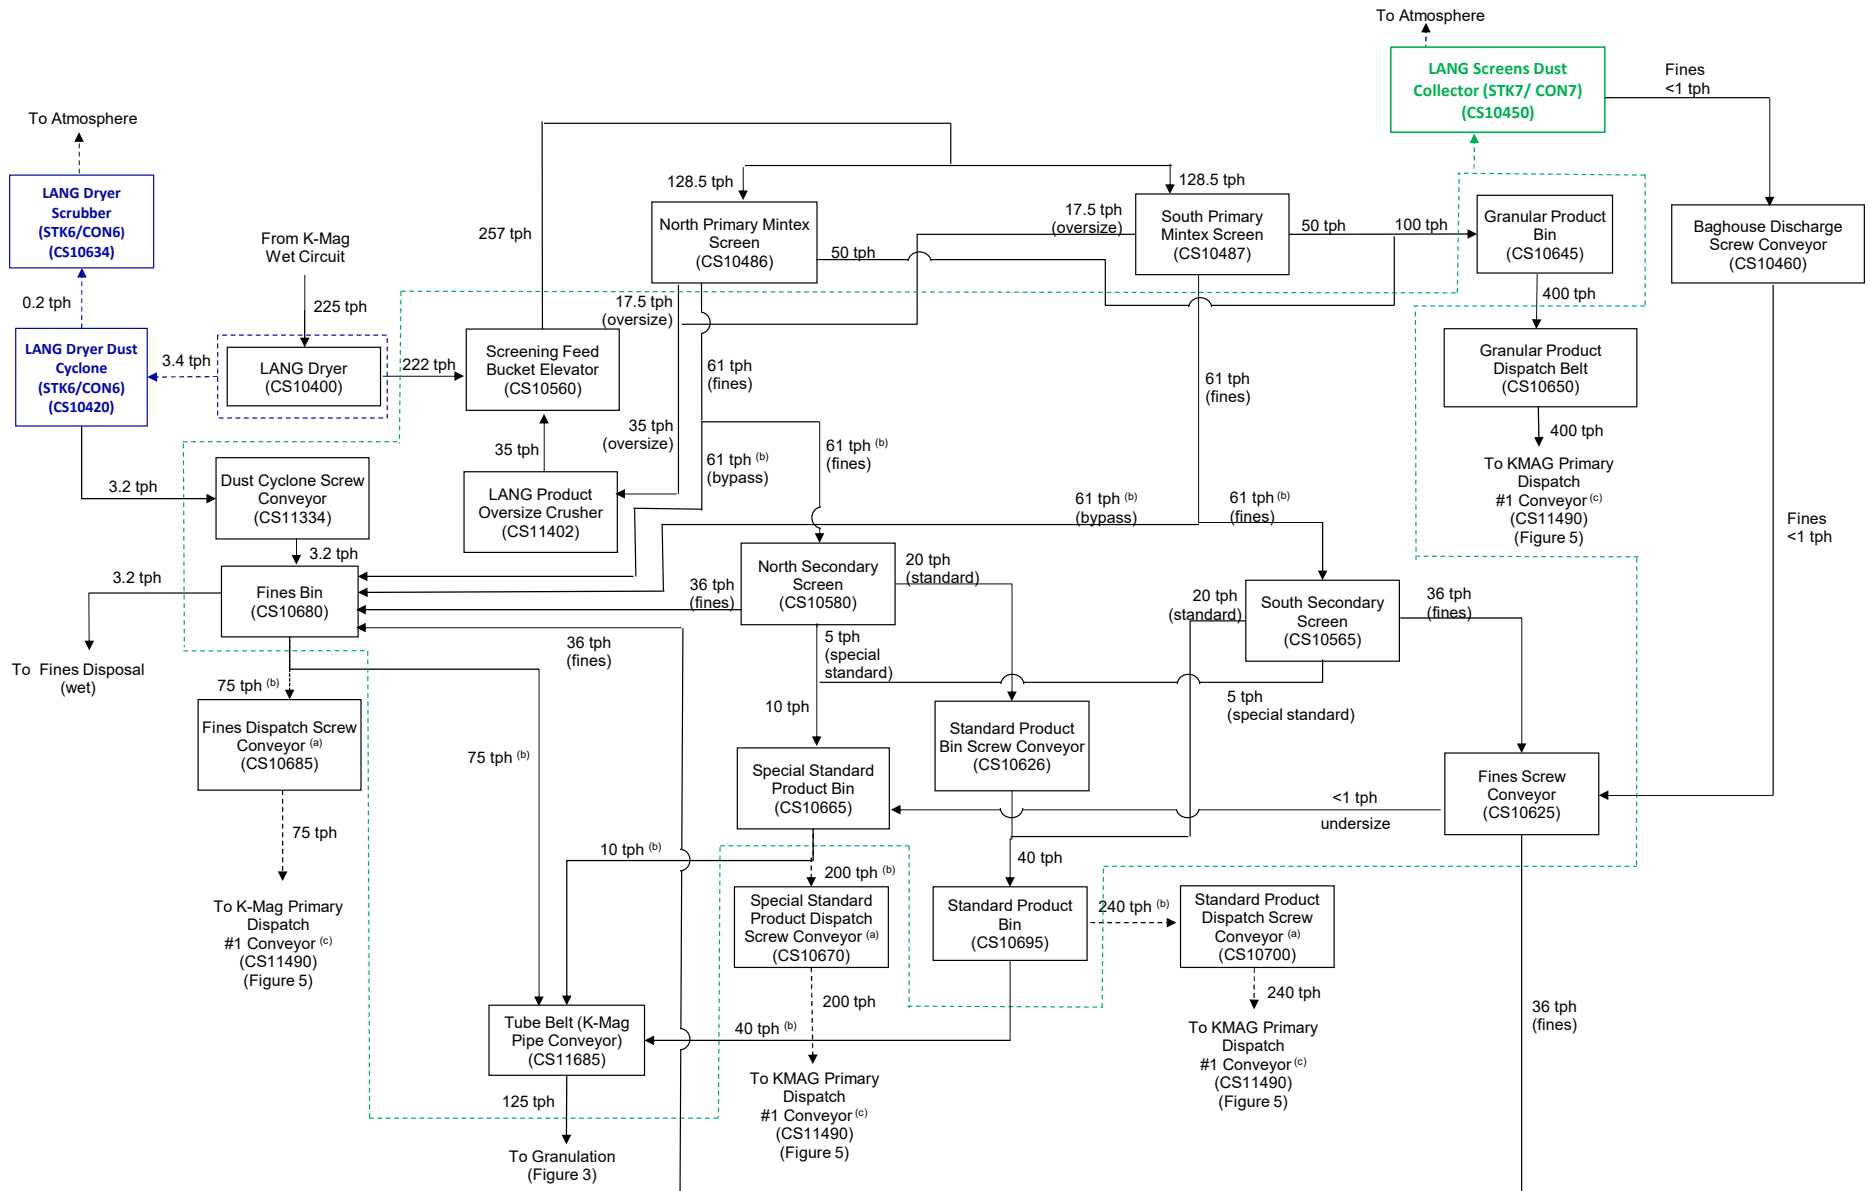 To Atmosphere
LANG Screens Dust
Collector (STK7/ CON7)
(CS10450)
Fines
<1 tph
To Atmosphere
LANG Dryer
Scrubber
(STK6/CON6)
(CS10634)
0.2 tph
From K-Mag
Wet Circuit
225 tph
257 tph
128.5 tph
128.5 tph
North Primary Mintex
Screen
(CS10486)
50 tph
17.5 tph
(oversize)
South Primary
Mintex Screen
(CS10487)
50 tph
100 tph
Granular Product
Bin
(CS10645)
Baghouse Discharge
Screw Conveyor
(CS10460)
400 tph
LANG Dryer Dust
Cyclone
(STK6/CON6)
(CS10420)
3.4 tph
LANG Dryer
(CS10400)
222 tph
Screening Feed
Bucket Elevator
(CS10560)
17.5 tph
(oversize)
61 tph
(fines)
61 tph
(fines)
Granular Product
Dispatch Belt
(CS10650)
400 tph
35 tph
35 tph
(oversize)
61 tph (b)
(bypass)
61 tph (b)
(fines)
To KMAG Primary
Dispatch
#1 Conveyor (c)
(CS11490)
(Figure 5)
3.2 tph
Dust Cyclone Screw
Conveyor
(CS11334)
LANG Product
Oversize Crusher
(CS11402)
61 tph (b)
(bypass)
61 tph (b)
(fines)
Fines
<1 tph
3.2 tph
3.2 tph
Fines Bin
(CS10680)
36 tph
(fines)
North Secondary
Screen
(CS10580)
20 tph
(standard)
20 tph
(standard)
South Secondary
Screen
(CS10565)
36 tph
(fines)
To Fines Disposal
(wet)
36 tph
(fines)
5 tph
(special
standard)
5 tph
(special standard)
75 tph (b)
Fines Dispatch Screw
Conveyor (a)
(CS10685)
75 tph (b)
10 tph
Special Standard
Product Bin
(CS10665)
Standard Product
Bin Screw Conveyor
(CS10626)
<1 tph
undersize
Fines Screw
Conveyor
(CS10625)
75 tph
10 tph (b)
200 tph (b)
40 tph
To K-Mag Primary
Dispatch
#1 Conveyor (c)
(CS11490)
(Figure 5)
Special Standard
Product Dispatch
Screw Conveyor (a)
(CS10670)
Standard Product
Bin
(CS10695)
240 tph (b)
Standard Product
Dispatch Screw
Conveyor (a)
(CS10700)
200 tph
240 tph
36 tph
(fines)
Tube Belt (K-Mag
Pipe Conveyor)
(CS11685)
40 tph (b)
To KMAG Primary
Dispatch
#1 Conveyor (c)
(CS11490)
(Figure 5)
125 tph
To KMAG Primary
Dispatch
#1 Conveyor (c)
(CS11490)
(Figure 5)
To Granulation
(Figure 3)